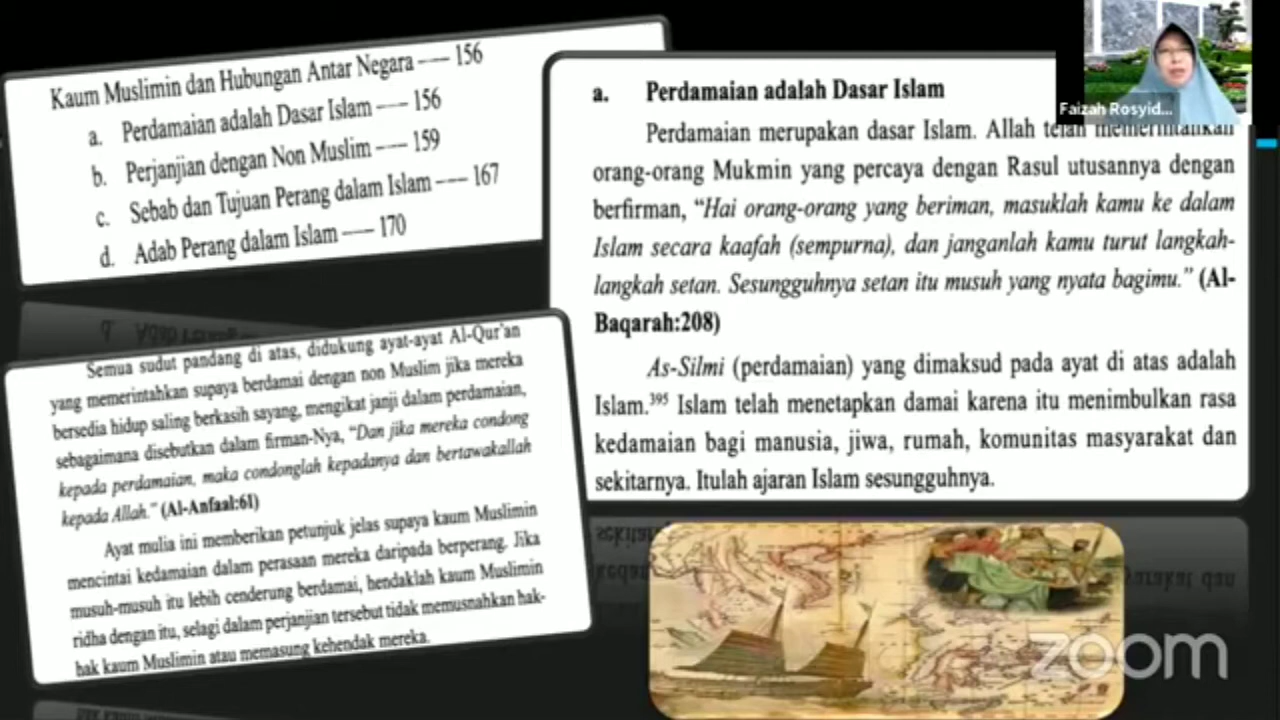 Kaum Muslimin dan Hubungan Antar Negara — 156
a. Perdamaian adalah Dasar Islam — 156
b. Perjanjian dengan Non Muslim — 159
c. Sebab dan Tujuan Perang dalam Islam — 167
d. Adab Perang dalam Islam — 170
Semua sudut pandang di atas, didukung ayat-ayat Al-Qur'an
yang memerintahkan supaya berdamai dengan non Muslim jika mereka
bersedia hidup saling berkasih sayang, mengikat janji dalam perdamaian,
sebagaimana disebutkan dalam firman-Nya, “Dan jika mereka condong
kepada perdamaian, maka condonglah kepadanya dan bertawakallah
kepada Allah.” (Al-Anfaal:61)
Ayat mulia ini memberikan petunjuk jelas supaya kaum Muslimin
mencintai kedamaian dalam perasaan mereka daripada berperang. Jika
musuh-musuh itu lebih cenderung berdamai, hendaklah kaum Muslimin
ridha dengan itu, selagi dalam perjanjian tersebut tidak memusnahkan hak-
hak kaum Muslimin atau memasung kehendak mereka.
a. Perdamaian adalah Dasar Islam
Perdamaian merupakan dasar Islam. Allah telah memerintahkan
orang-orang Mukmin yang percaya dengan Rasul utusannya dengan
berfirman, “Hai orang-orang yang beriman, masuklah kamu ke dalam
Islam secara kaafah (sempurna), dan janganlah kamu turut langkah-
langkah setan. Sesungguhnya setan itu musuh yang nyata bagimu.” (Al-
Baqarah:208)
As-Silmi (perdamaian) yang dimaksud pada ayat di atas adalah
Islam.³⁹⁵ Islam telah menetapkan damai karena itu menimbulkan rasa
kedamaian bagi manusia, jiwa, rumah, komunitas masyarakat dan
sekitarnya. Itulah ajaran Islam sesungguhnya.
Faizah Rosyid...
zoom